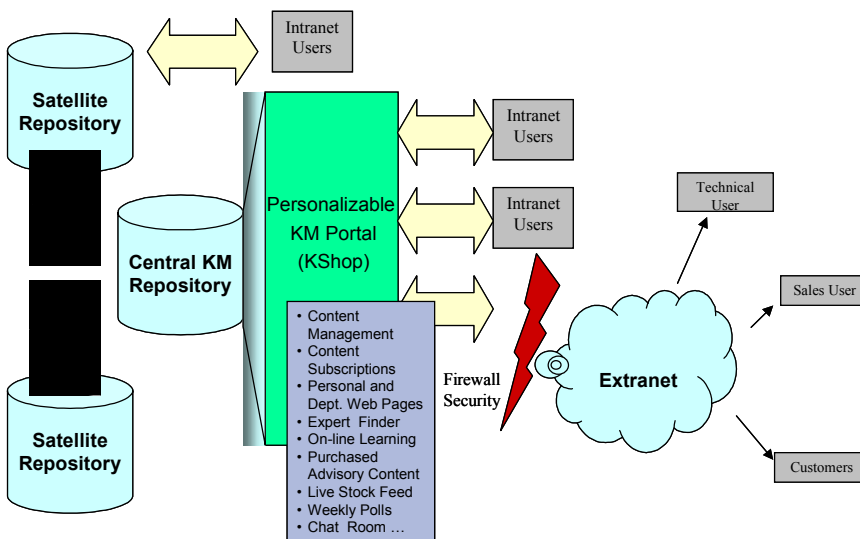 Intranet
Users
Satellite
Repository
Intranet
Users
Technical
User
Personalizable
KM Portal
(KShop)
Intranet
Users
Central KM
Repository
Sales User
• Content
Management
• Content
Subscriptions
• Personal and
Dept. Web Pages
• Expert Finder
• On-line Learning
• Purchased
Advisory Content
• Live Stock Feed
• Weekly Polls
• Chat Room ...
Firewall
Security
Extranet
Satellite
Repository
Customers